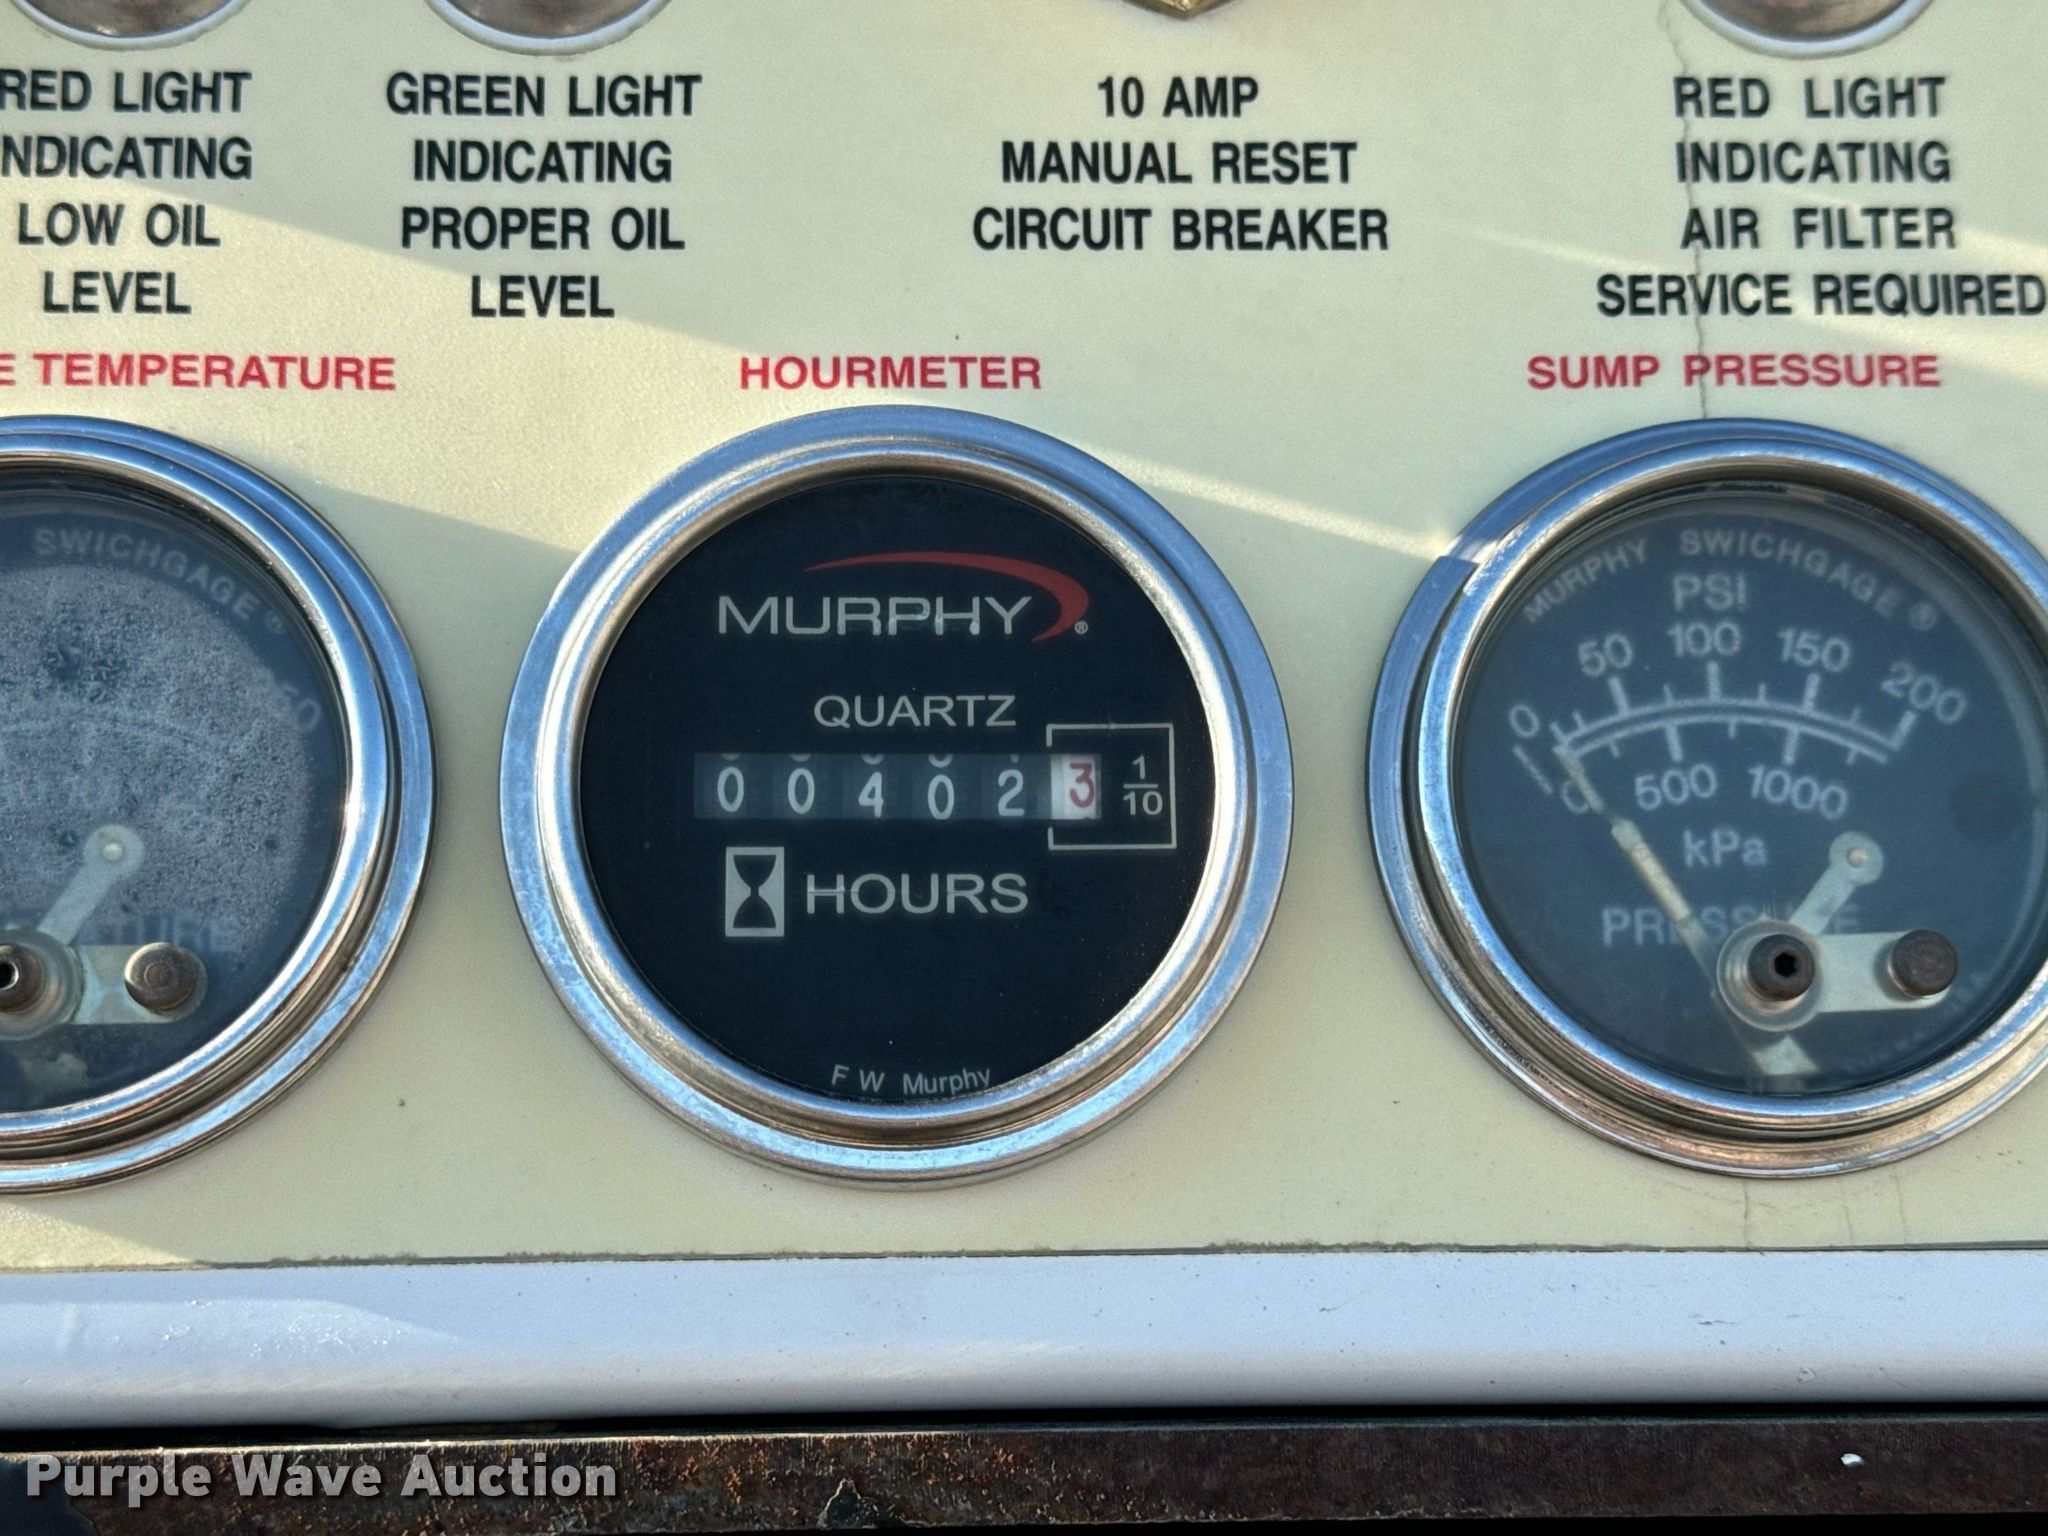 RED LIGHT
INDICATING
LOW OIL
LEVEL
GREEN LIGHT
INDICATING
PROPER OIL
LEVEL
10 AMP
MANUAL RESET
CIRCUIT BREAKER
RED LIGHT
INDICATING
AIR FILTER
SERVICE REQUIRED
E TEMPERATURE
HOURMETER
SUMP PRESSURE
SWICHGAGE®
MURPHY®
QUARTZ
0 0 4 0 2 3 1/10
HOURS
F W Murphy
MURPHY SWICHGAGE®
PSI
0 50 100 150 200
0 500 1000
kPa
PRESSURE
Purple Wave Auction